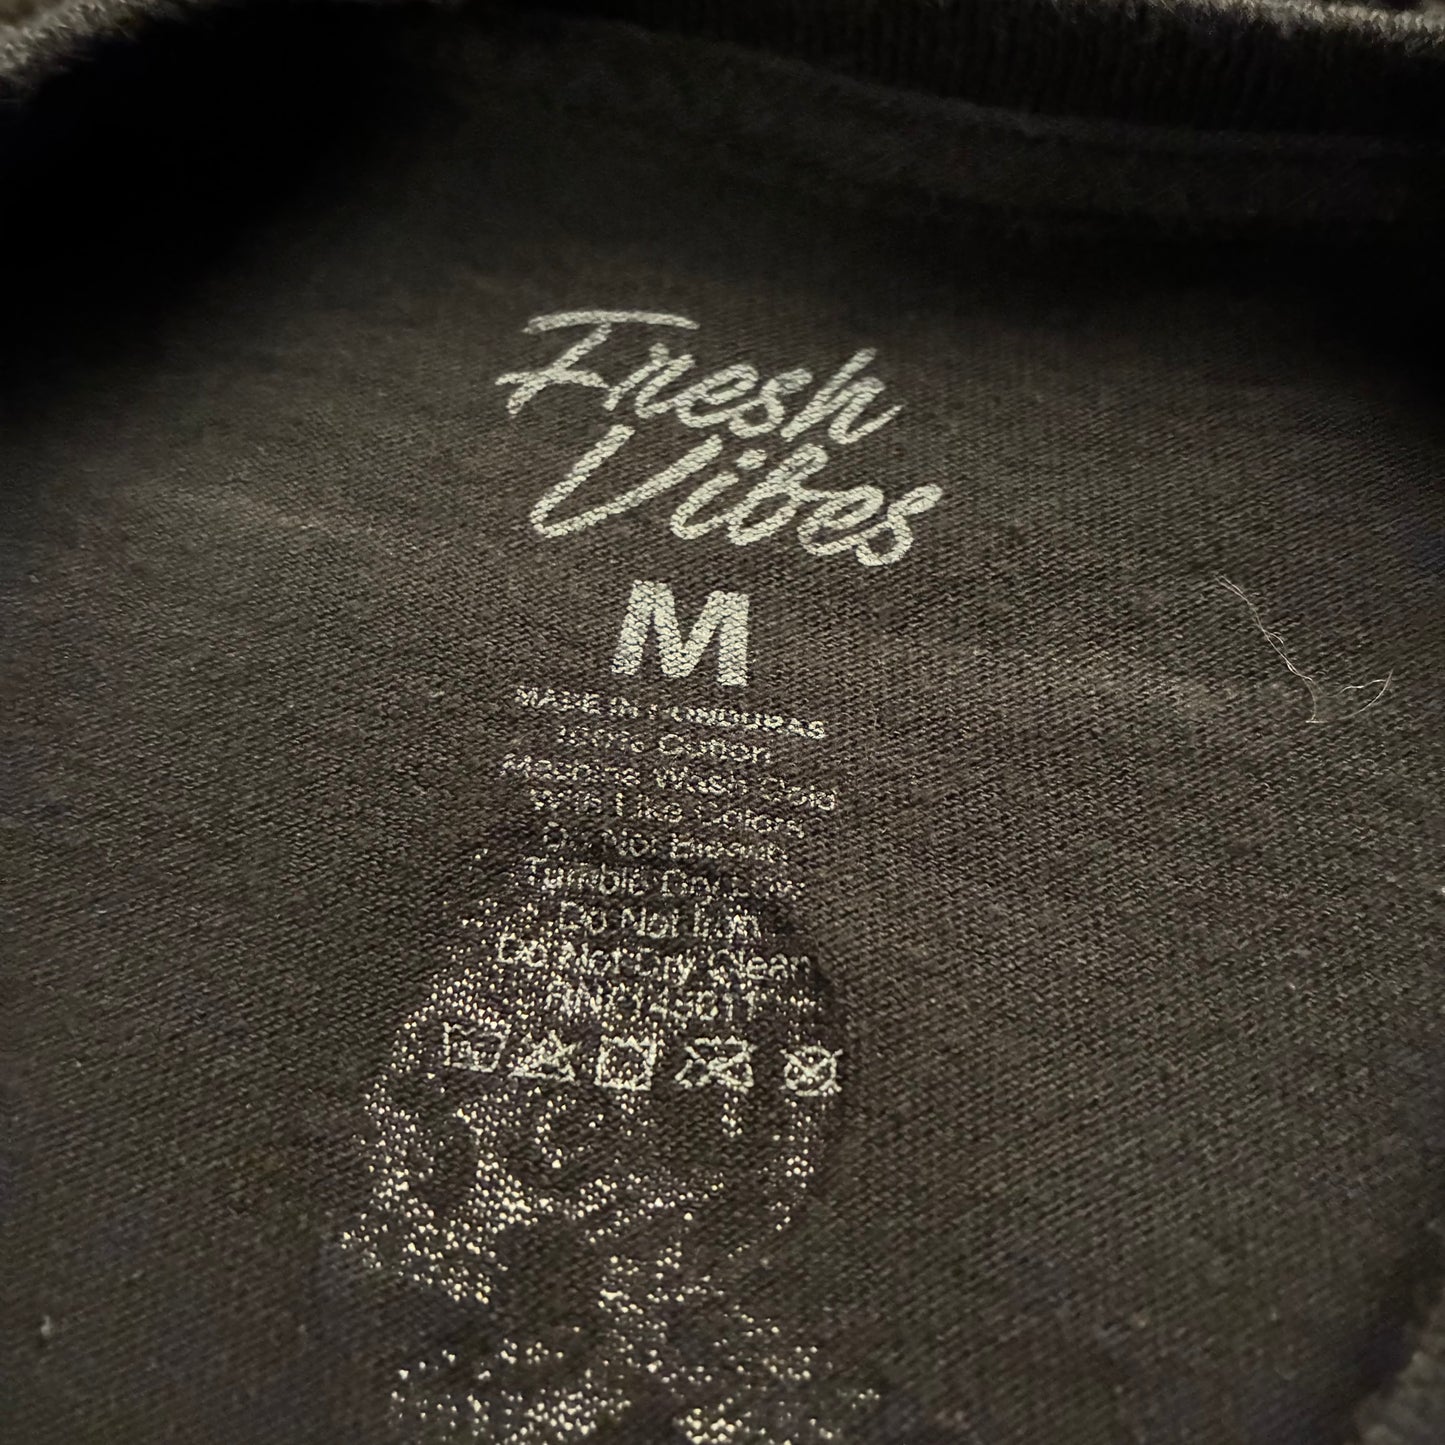 Fresh
Vibes
M
MADE IN HONDURAS
100% Cotton
Machine Wash Cold
With Like Colors
Do Not Bleach
Tumble Dry Low
Do Not Iron
Do Not Dry Clean